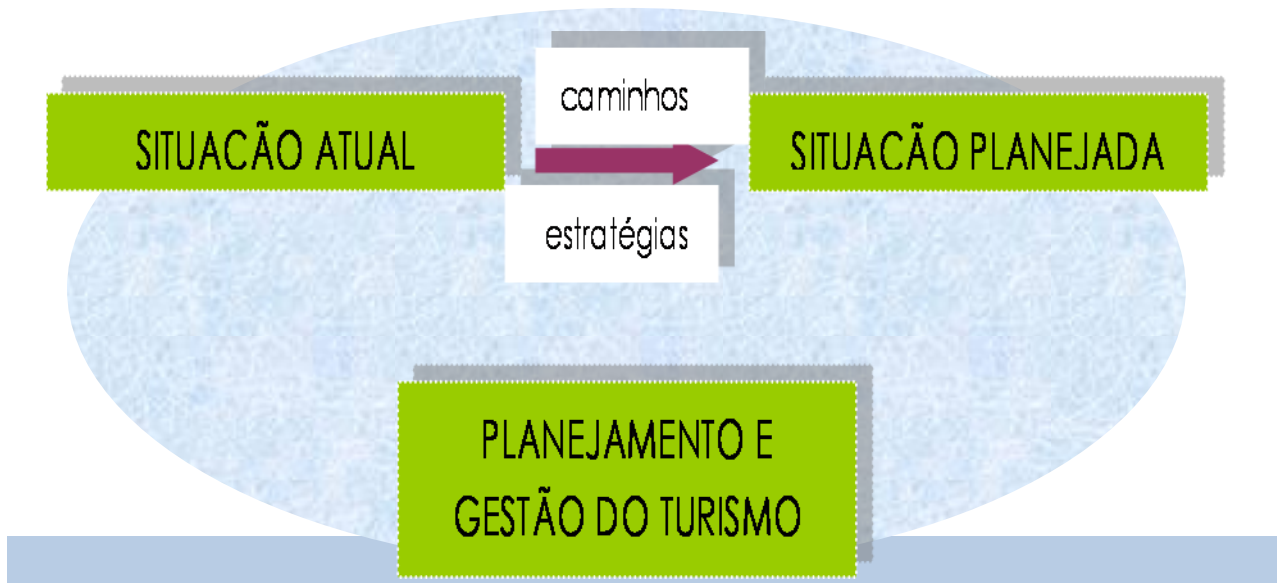 caminhos
SITUACÃO ATUAL
SITUACÃO PLANEJADA
estratégias
PLANEJAMENTO E
GESTÃO DO TURISMO